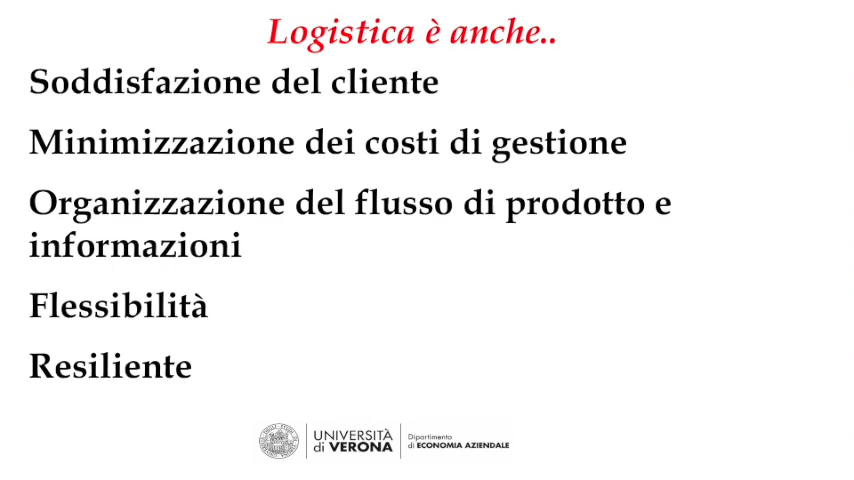 Logistica è anche..
Soddisfazione del cliente
Minimizzazione dei costi di gestione
Organizzazione del flusso di prodotto e
informazioni
Flessibilità
Resiliente
UNIVERSITÀ
di VERONA
Dipartimento
di ECONOMIA AZIENDALE